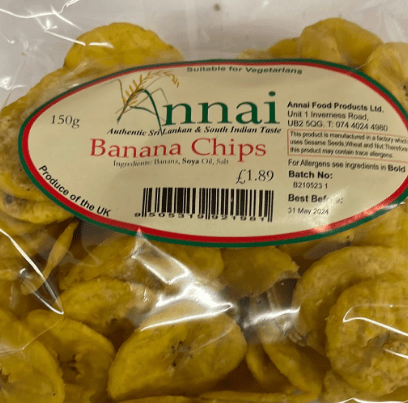 Suitable for Vegetarians
150g
Annai
Authentic Sri Lankan & South Indian Taste
Banana Chips
Ingredients: Banana, Soya Oil, Salt
£1.89
Produce of the UK
Annai Food Products Ltd.
Unit 1 Inverness Road,
UB2 5GG. T: 074 4024 4960
This product is manufactured in a factory which
uses Sesame Seeds, Wheat and Nut Therefore
this product may contain trace allergens.
For Allergens see ingredients in Bold
Batch No:
B210523 1
Best Before:
31 May 2024